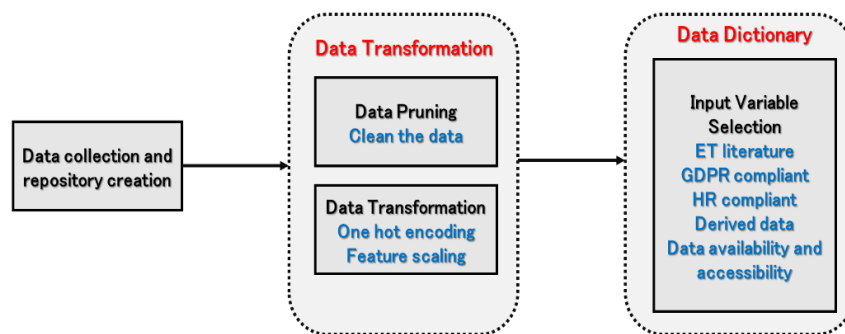 Data collection and
repository creation
Data Transformation
Data Pruning
Clean the data
Data Transformation
One hot encoding
Feature scaling
Data Dictionary
Input Variable
Selection
ET literature
GDPR compliant
HR compliant
Derived data
Data availability and
accessibility